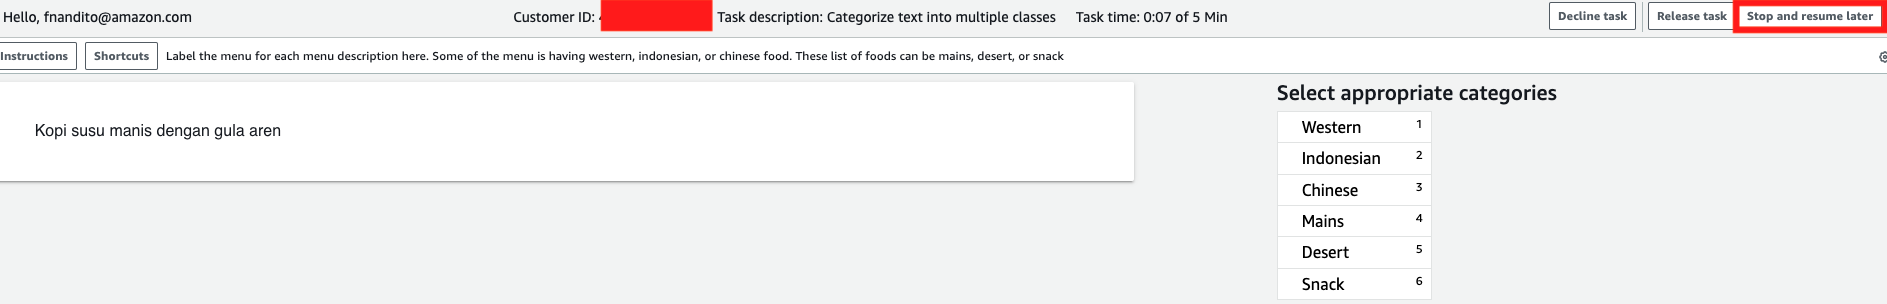 Hello, fnandito@amazon.com Customer ID: Task description: Categorize text into multiple classes Task time: 0:07 of 5 Min Decline task Release task Stop and resume later
Instructions Shortcuts Label the menu for each menu description here. Some of the menu is having western, indonesian, or chinese food. These list of foods can be mains, desert, or snack
Select appropriate categories
Kopi susu manis dengan gula aren
Western 1
Indonesian 2
Chinese 3
Mains 4
Desert 5
Snack 6